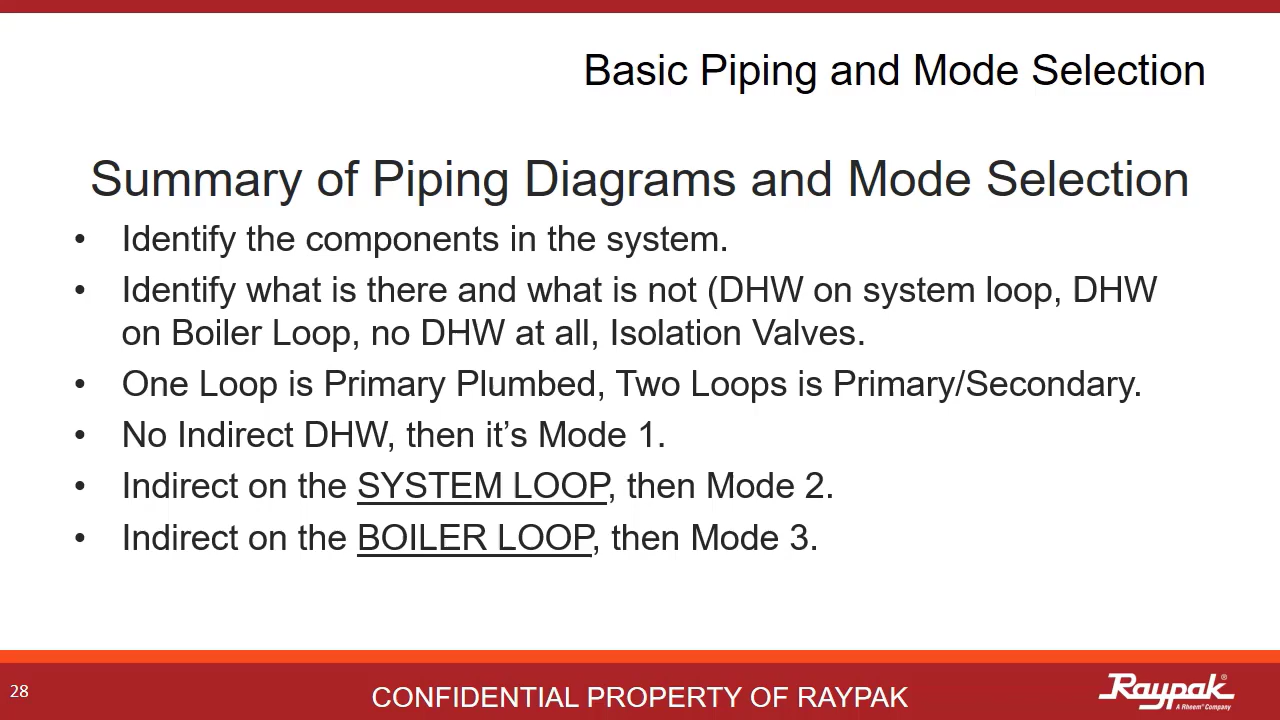 Basic Piping and Mode Selection
Summary of Piping Diagrams and Mode Selection
• Identify the components in the system.
• Identify what is there and what is not (DHW on system loop, DHW
on Boiler Loop, no DHW at all, Isolation Valves.
• One Loop is Primary Plumbed, Two Loops is Primary/Secondary.
• No Indirect DHW, then it’s Mode 1.
• Indirect on the SYSTEM LOOP, then Mode 2.
• Indirect on the BOILER LOOP, then Mode 3.
28
CONFIDENTIAL PROPERTY OF RAYPAK
Raypak®
A Rheem® Company